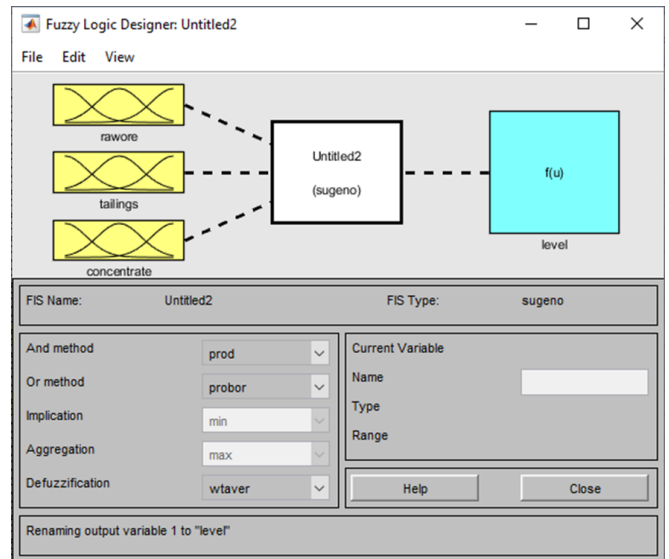 Fuzzy Logic Designer: Untitled2
File Edit View
rawore
tailings
concentrate
Untitled2
(sugeno)
f(u)
level
FIS Name: Untitled2 FIS Type: sugeno
And method prod
Or method probor
Implication min
Aggregation max
Defuzzification wtaver
Current Variable
Name
Type
Range
Help Close
Renaming output variable 1 to "level"